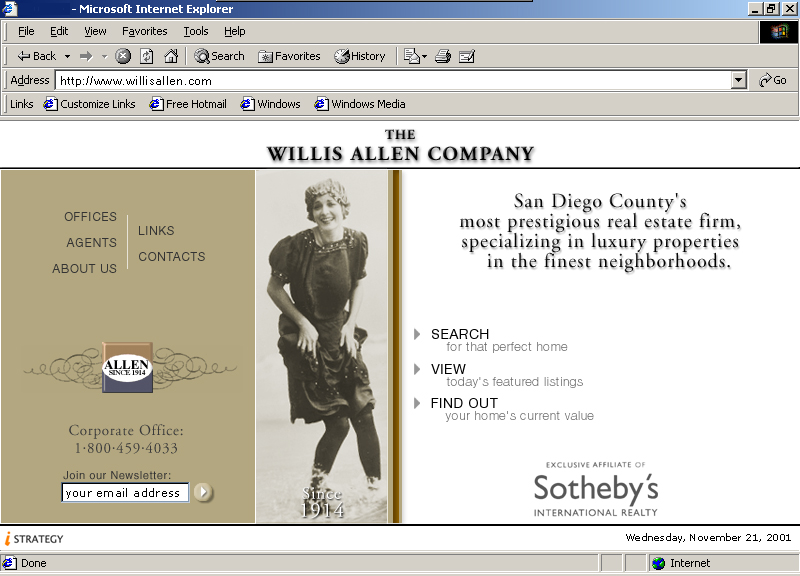 - Microsoft Internet Explorer
File Edit View Favorites Tools Help
Back Search Favorites History
Address http://www.willisallen.com Go
Links Customize Links Free Hotmail Windows Windows Media
THE
WILLIS ALLEN COMPANY
OFFICES
AGENTS
ABOUT US
LINKS
CONTACTS
ALLEN
SINCE 1914
Corporate Office:
1·800·459·4033
Join our Newsletter:
your email address
Since
1914
San Diego County's
most prestigious real estate firm,
specializing in luxury properties
in the finest neighborhoods.
SEARCH
for that perfect home
VIEW
today's featured listings
FIND OUT
your home's current value
EXCLUSIVE AFFILIATE OF
Sotheby's
INTERNATIONAL REALTY
i STRATEGY
Wednesday, November 21, 2001
Done Internet